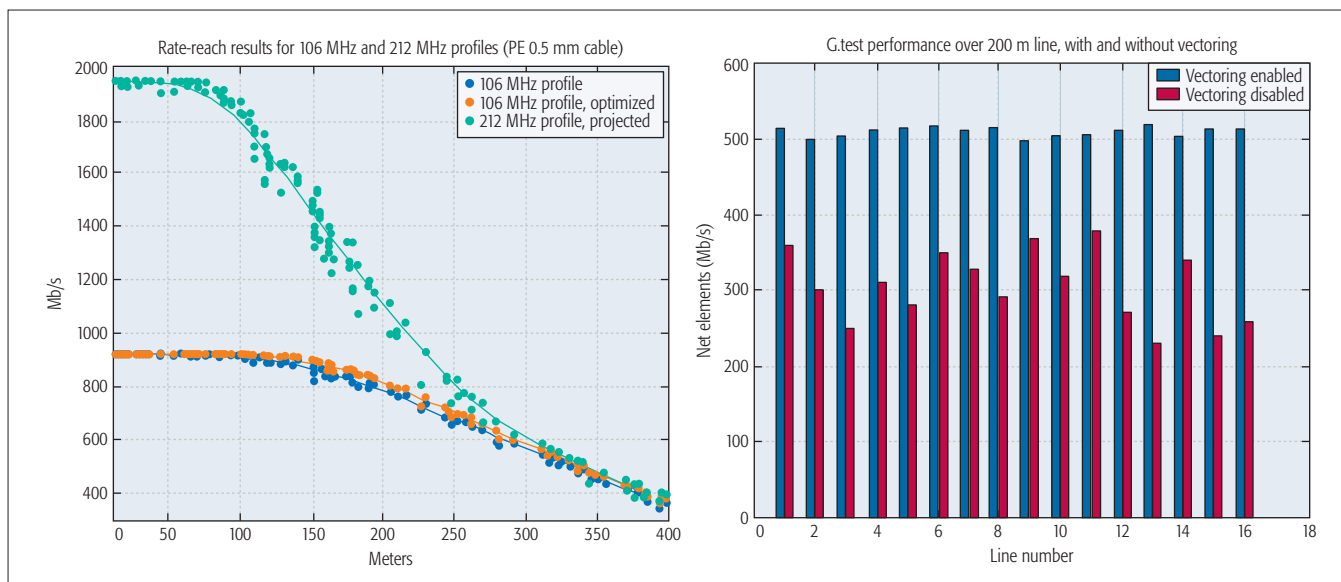 Rate-reach results for 106 MHz and 212 MHz profiles (PE 0.5 mm cable)
2000
1800
1600
1400
1200
1000
800
600
400
Mb/s
106 MHz profile
106 MHz profile, optimized
212 MHz profile, projected
0 50 100 150 200 250 300 350 400
Meters
G.test performance over 200 m line, with and without vectoring
600
500
400
300
200
100
0
Net elements (Mb/s)
Vectoring enabled
Vectoring disabled
0 2 4 6 8 10 12 14 16 18
Line number